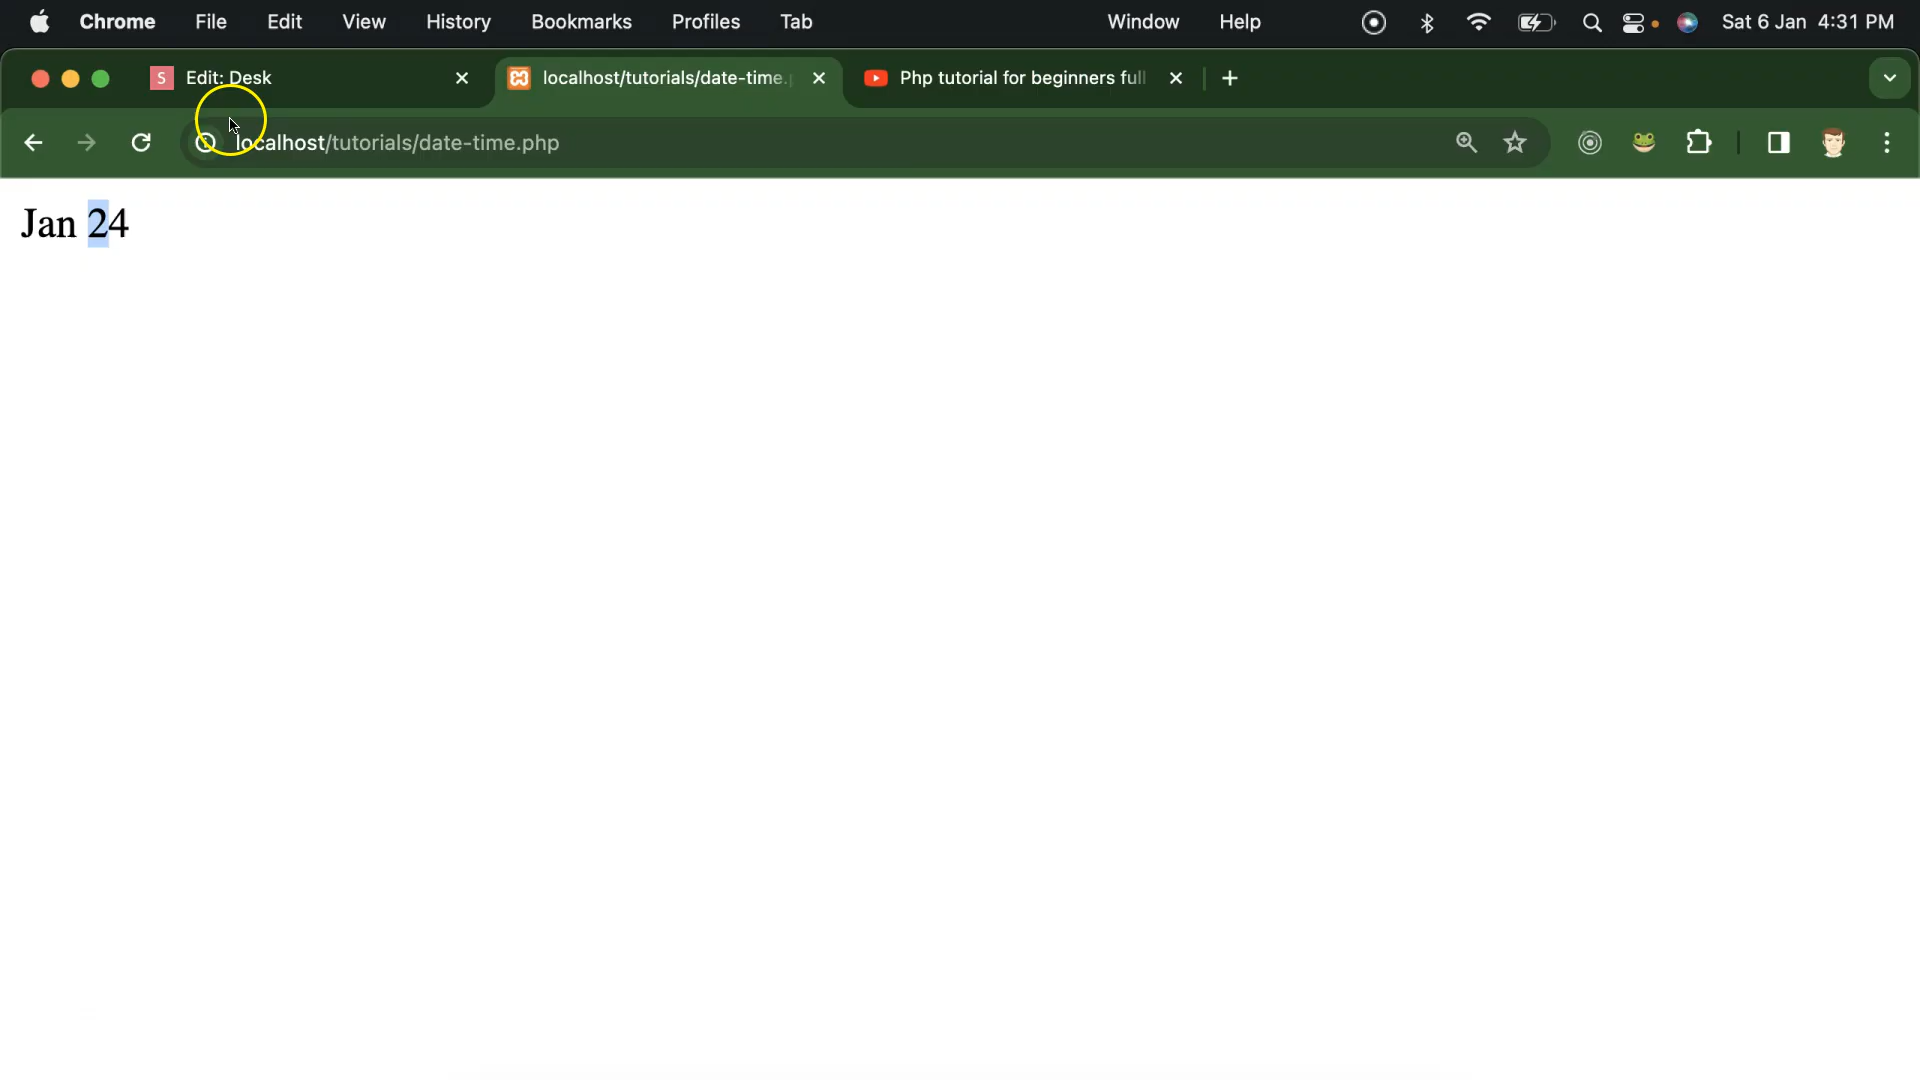 Chrome File Edit View History Bookmarks Profiles Tab Window Help Sat 6 Jan 4:31 PM
S Edit: Desk localhost/tutorials/date-time. Php tutorial for beginners full
localhost/tutorials/date-time.php
Jan 24